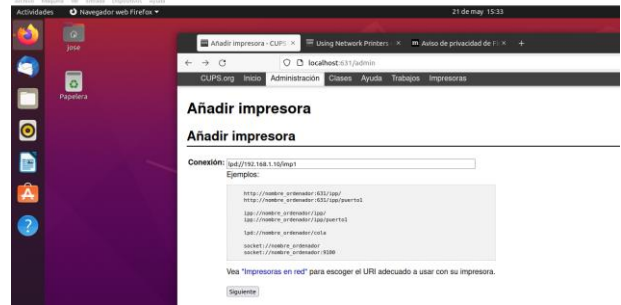 Actividades
Navegador web Firefox
21 de may 15:33
jose
Papelera
Añadir impresora - CUPS
Using Network Printers
Aviso de privacidad de Fi
localhost:631/admin
CUPS.org Inicio Administración Clases Ayuda Trabajos Impresoras
Añadir impresora
Añadir impresora
Conexión: lpd://192.168.1.10/imp1
Ejemplos:
http://nombre_ordenador:631/ipp/
http://nombre_ordenador:631/ipp/puerto1
ipp://nombre_ordenador/ipp/
ipp://nombre_ordenador/ipp/puerto1
lpd://nombre_ordenador/cola
socket://nombre_ordenador
socket://nombre_ordenador:9100
Vea "Impresoras en red" para escoger el URI adecuado a usar con su impresora.
Siguiente